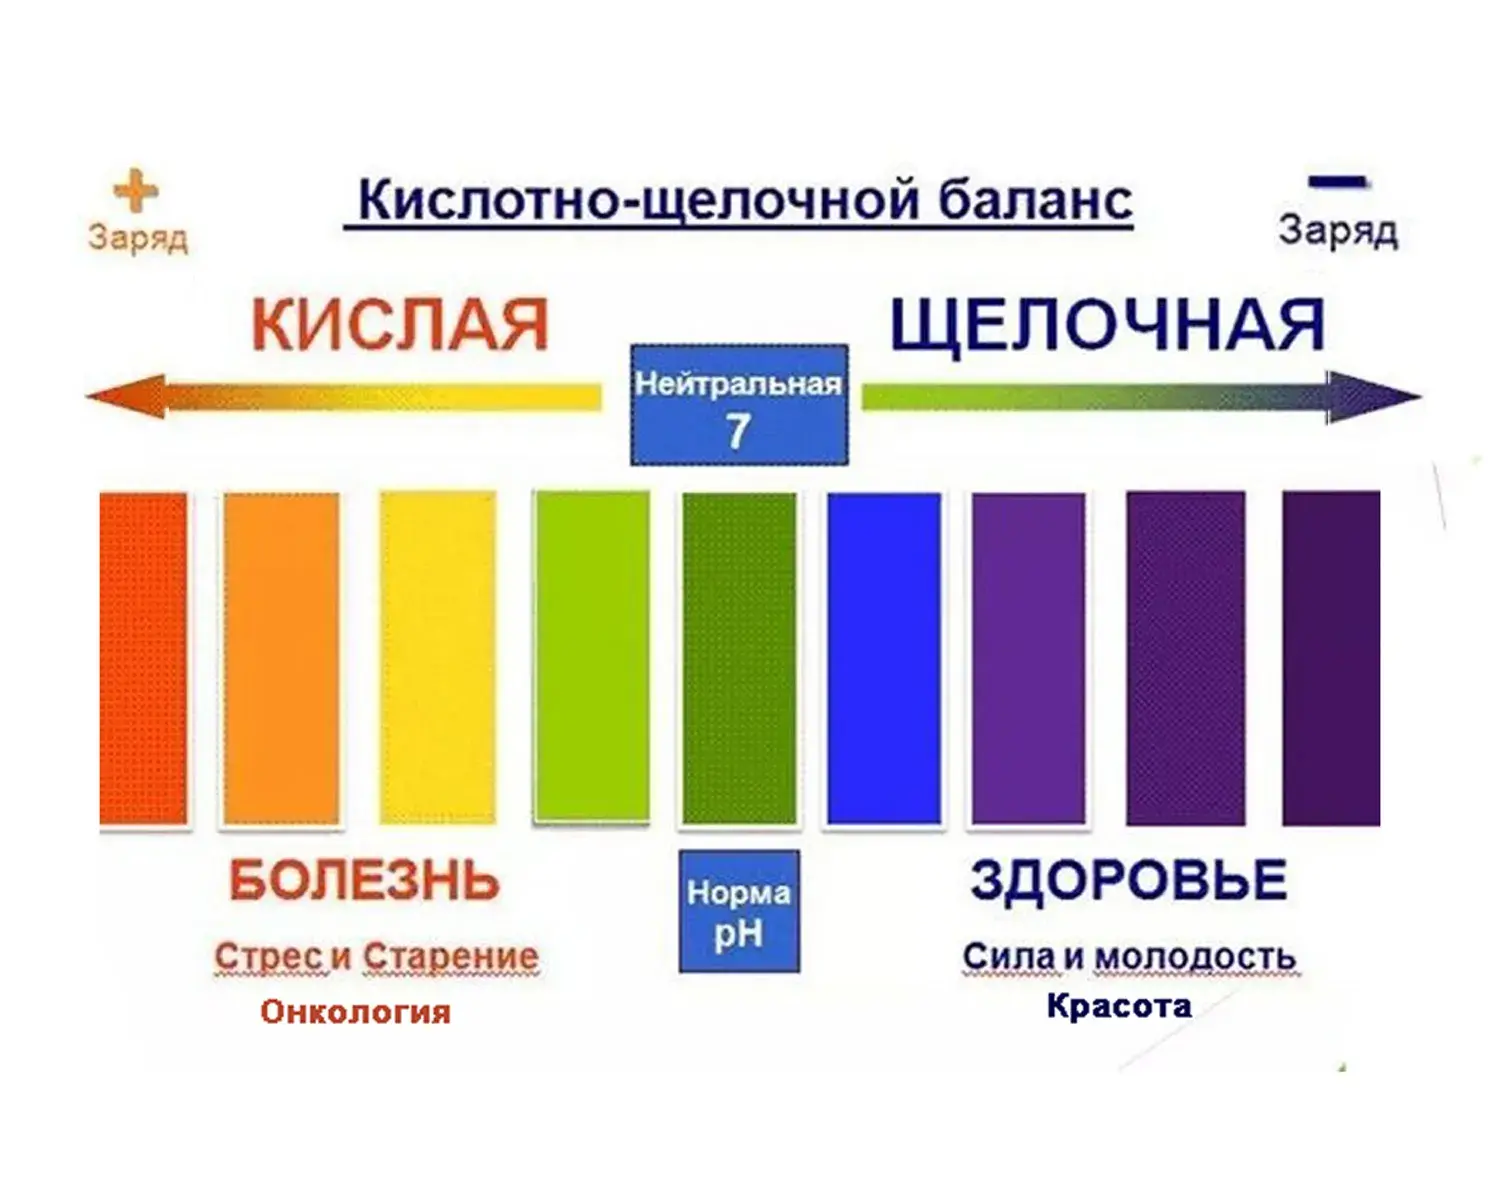 +
Заряд
Кислотно-щелочной баланс
−
Заряд
КИСЛАЯ
ЩЕЛОЧНАЯ
Нейтральная
7
БОЛЕЗНЬ
Стрес и Старение
Онкология
Норма
pH
ЗДОРОВЬЕ
Сила и молодость
Красота